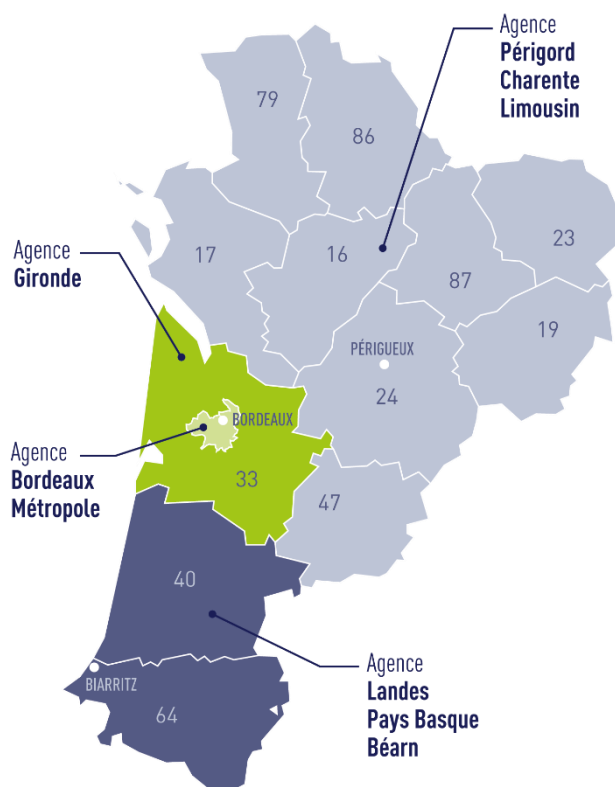 Agence
Périgord
Charente
Limousin
79
86
23
17
16
87
Agence
Gironde
19
PÉRIGUEUX
24
BORDEAUX
Agence
Bordeaux
Métropole
33
47
40
Agence
Landes
Pays Basque
Béarn
BIARRITZ
64